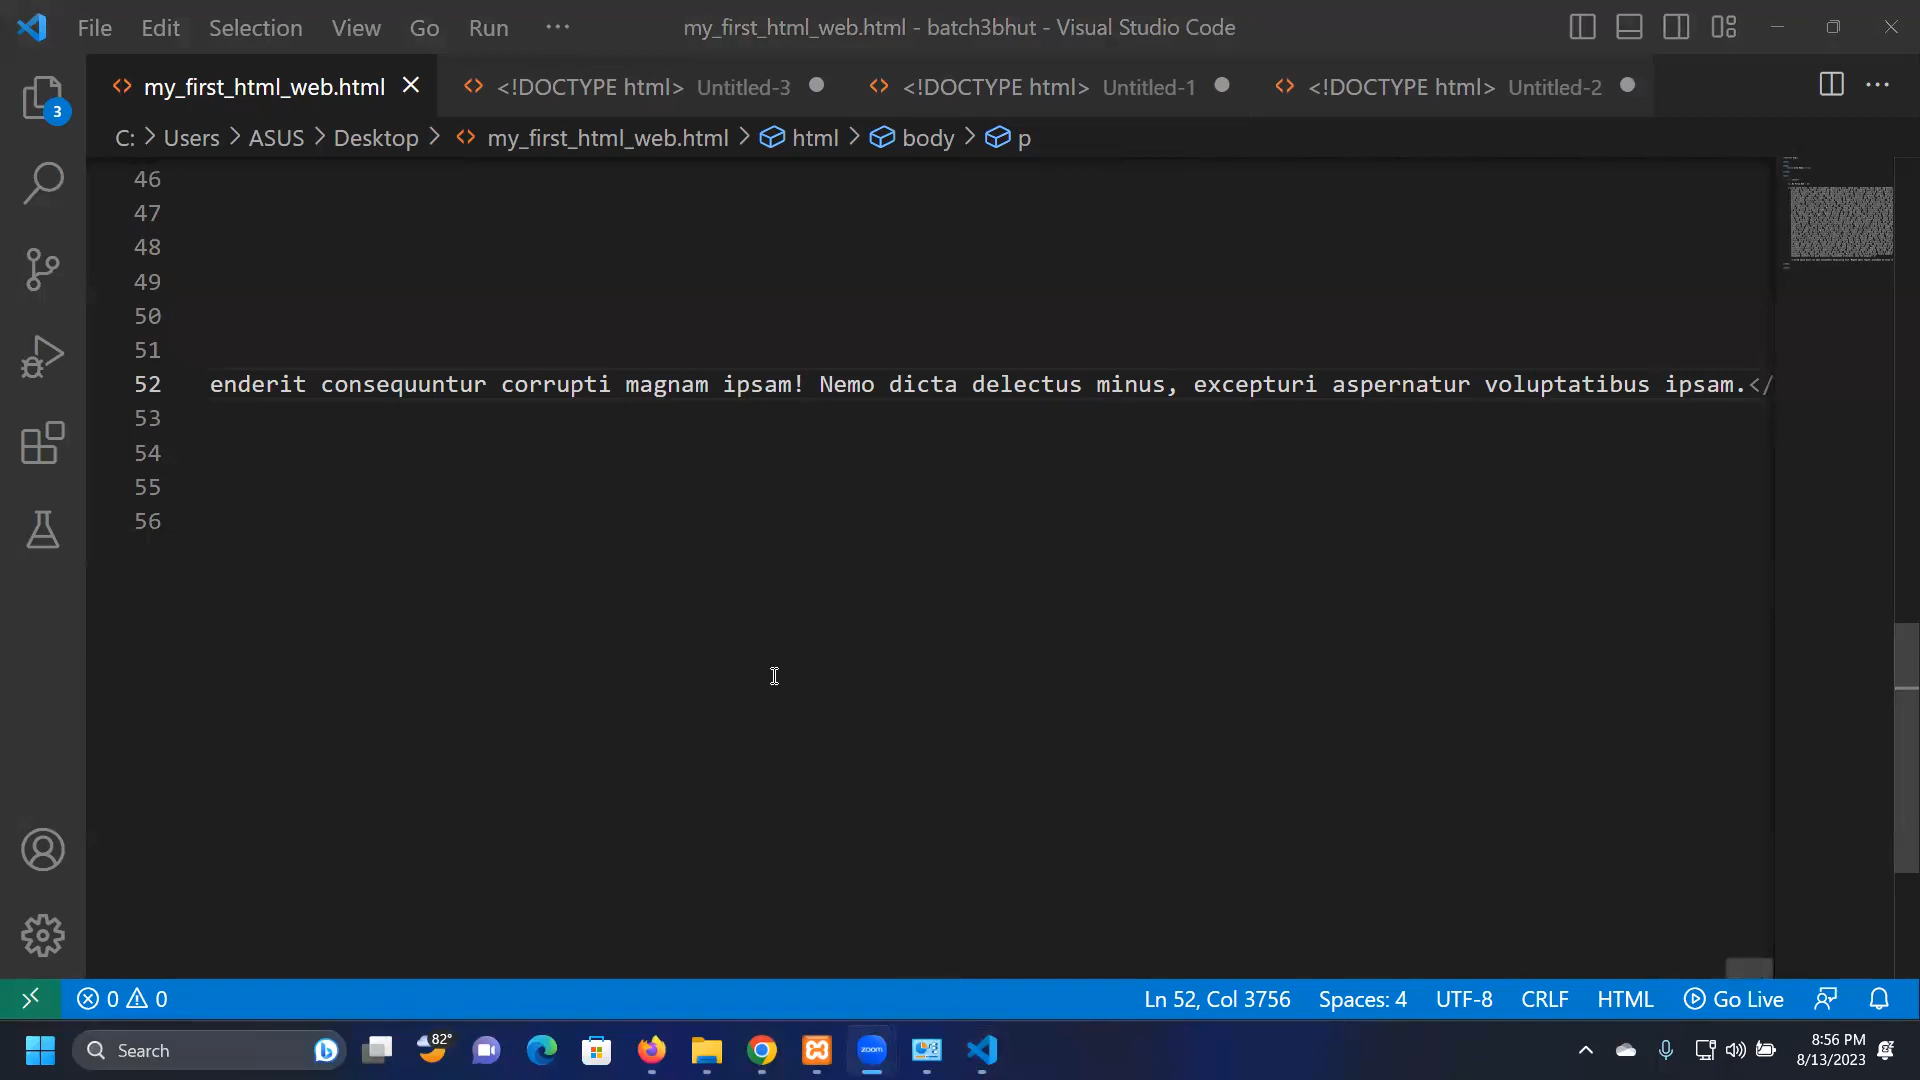 File Edit Selection View Go Run ··· my_first_html_web.html - batch3bhut - Visual Studio Code
my_first_html_web.html <!DOCTYPE html> Untitled-3 <!DOCTYPE html> Untitled-1 <!DOCTYPE html> Untitled-2
3
C: > Users > ASUS > Desktop > my_first_html_web.html > html > body > p
46
47
48
49
50
51
52 enderit consequuntur corrupti magnam ipsam! Nemo dicta delectus minus, excepturi aspernatur voluptatibus ipsam.</
53
54
55
56
0 0 Ln 52, Col 3756 Spaces: 4 UTF-8 CRLF HTML Go Live
Search 82° zoom 8:56 PM
8/13/2023